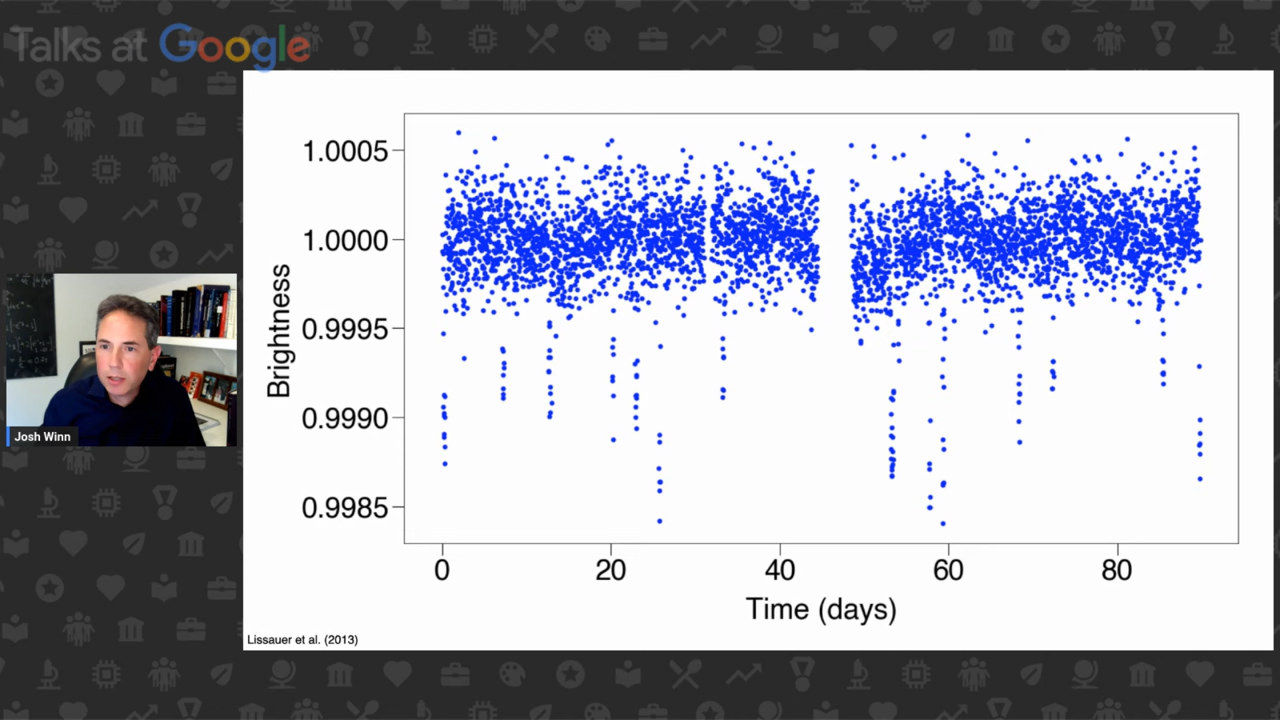 Talks at Google
1.0005
1.0000
0.9995
0.9990
0.9985
Brightness
0
20
40
60
80
Time (days)
Lissauer et al. (2013)
Josh Winn